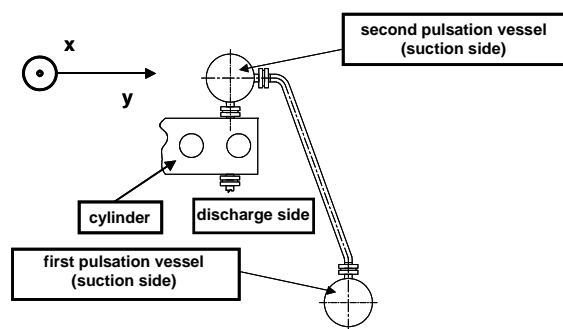 second pulsation vessel
(suction side)
x
y
cylinder
discharge side
first pulsation vessel
(suction side)